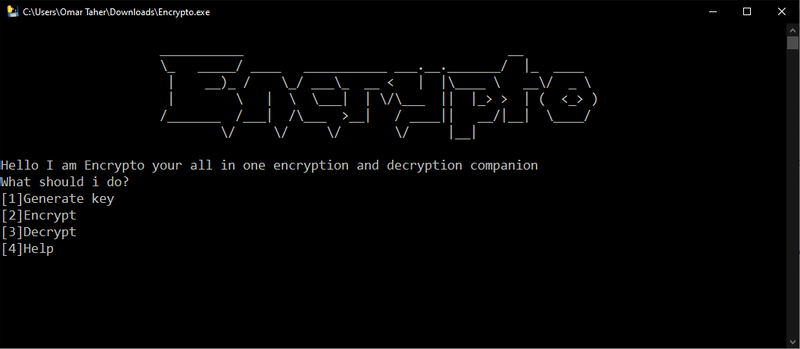 C:\Users\Omar Taher\Downloads\Encrypto.exe
Encrypto
Hello I am Encrypto your all in one encryption and decryption companion
What should i do?
[1]Generate key
[2]Encrypt
[3]Decrypt
[4]Help